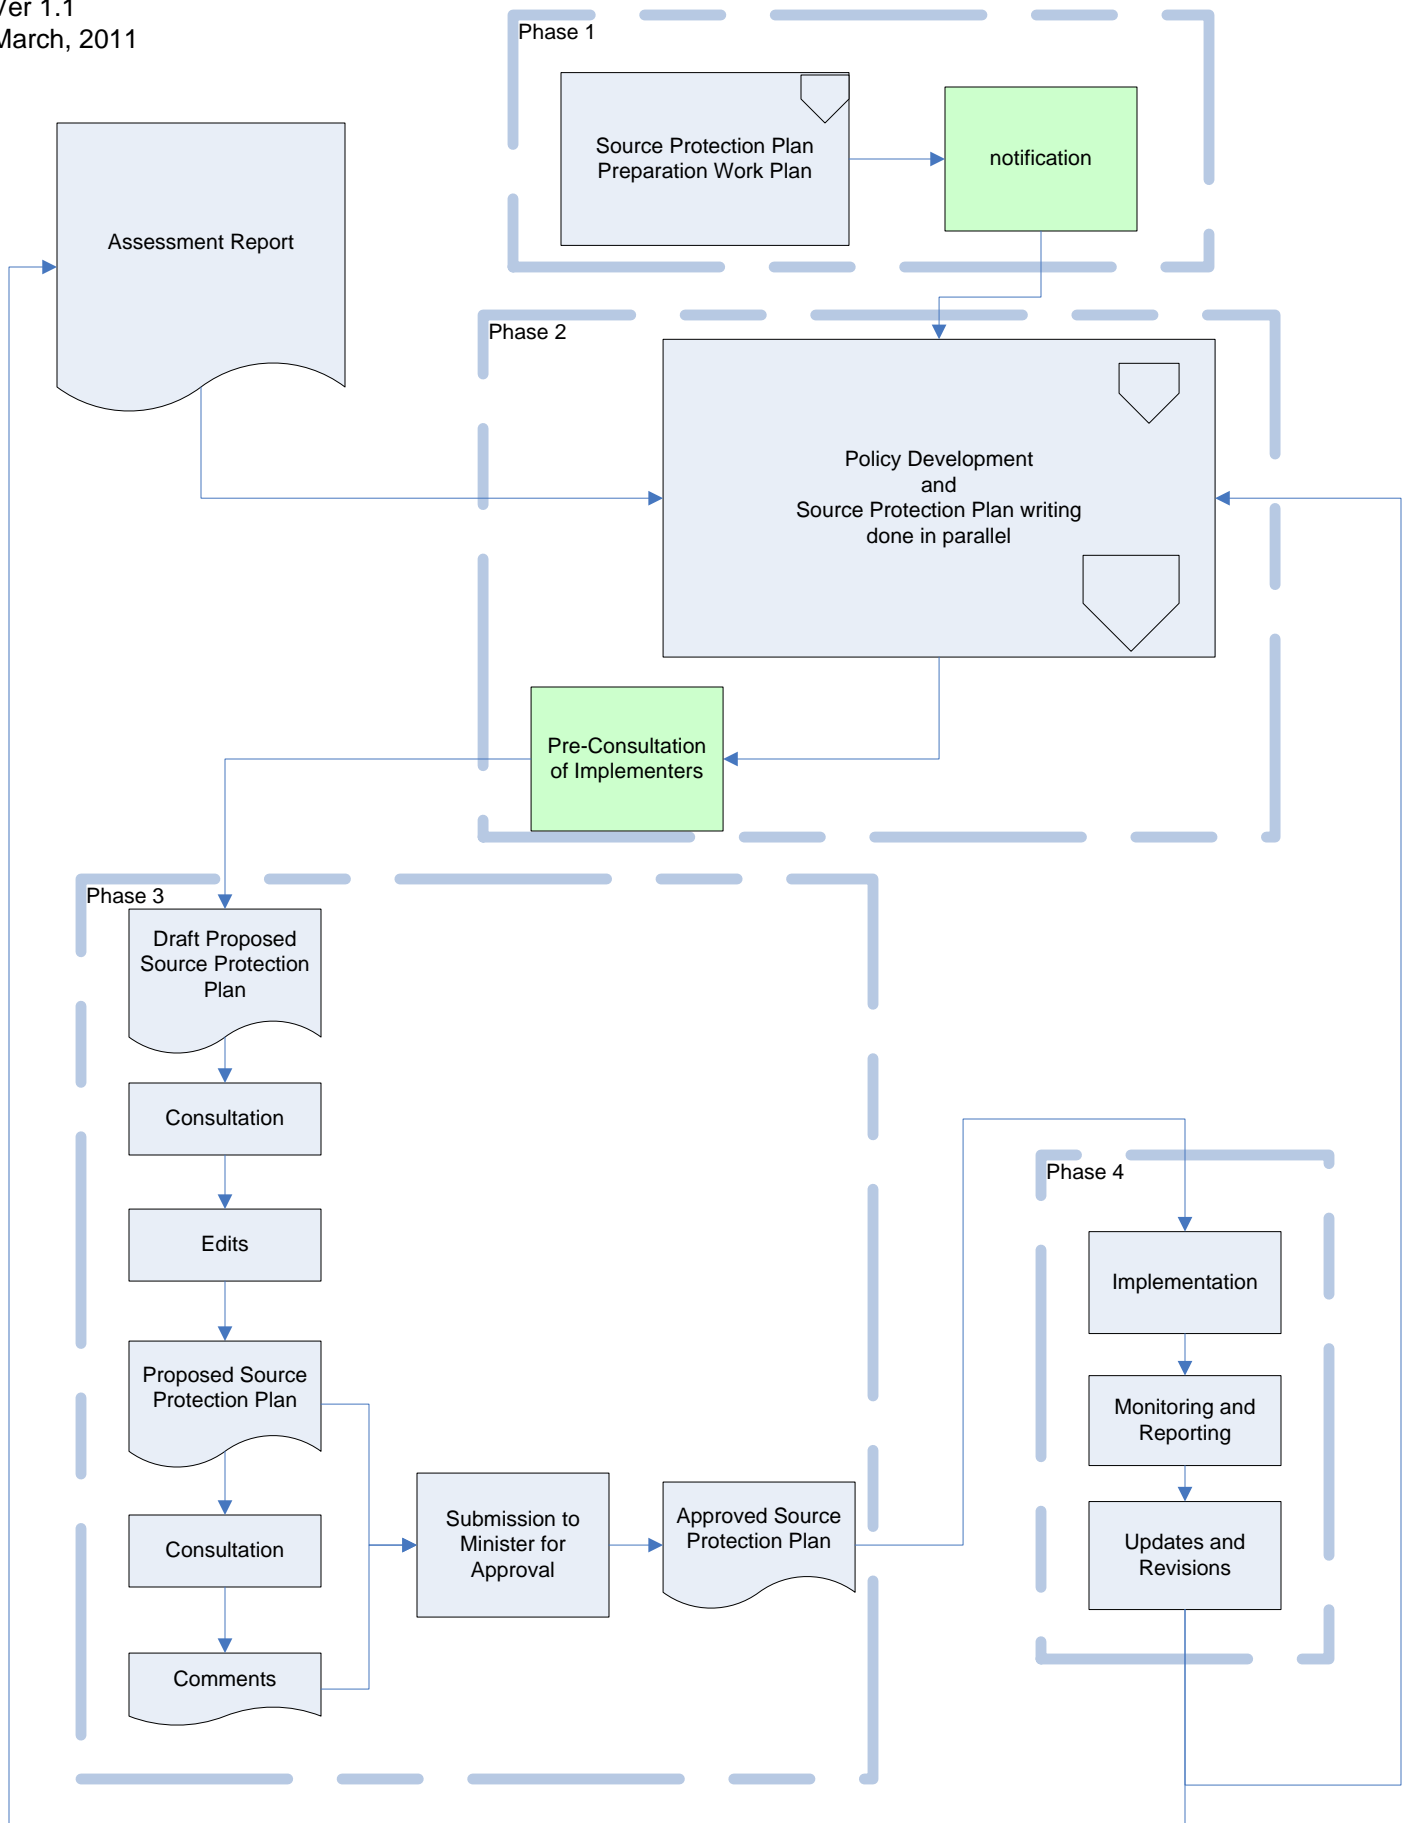 Ver 1.1
March, 2011
Phase 1
Source Protection Plan
Preparation Work Plan
notification
Assessment Report
Phase 2
Policy Development
and
Source Protection Plan writing
done in parallel
Pre-Consultation
of Implementers
Phase 3
Draft Proposed
Source Protection
Plan
Consultation
Edits
Proposed Source
Protection Plan
Consultation
Comments
Submission to
Minister for
Approval
Approved Source
Protection Plan
Phase 4
Implementation
Monitoring and
Reporting
Updates and
Revisions